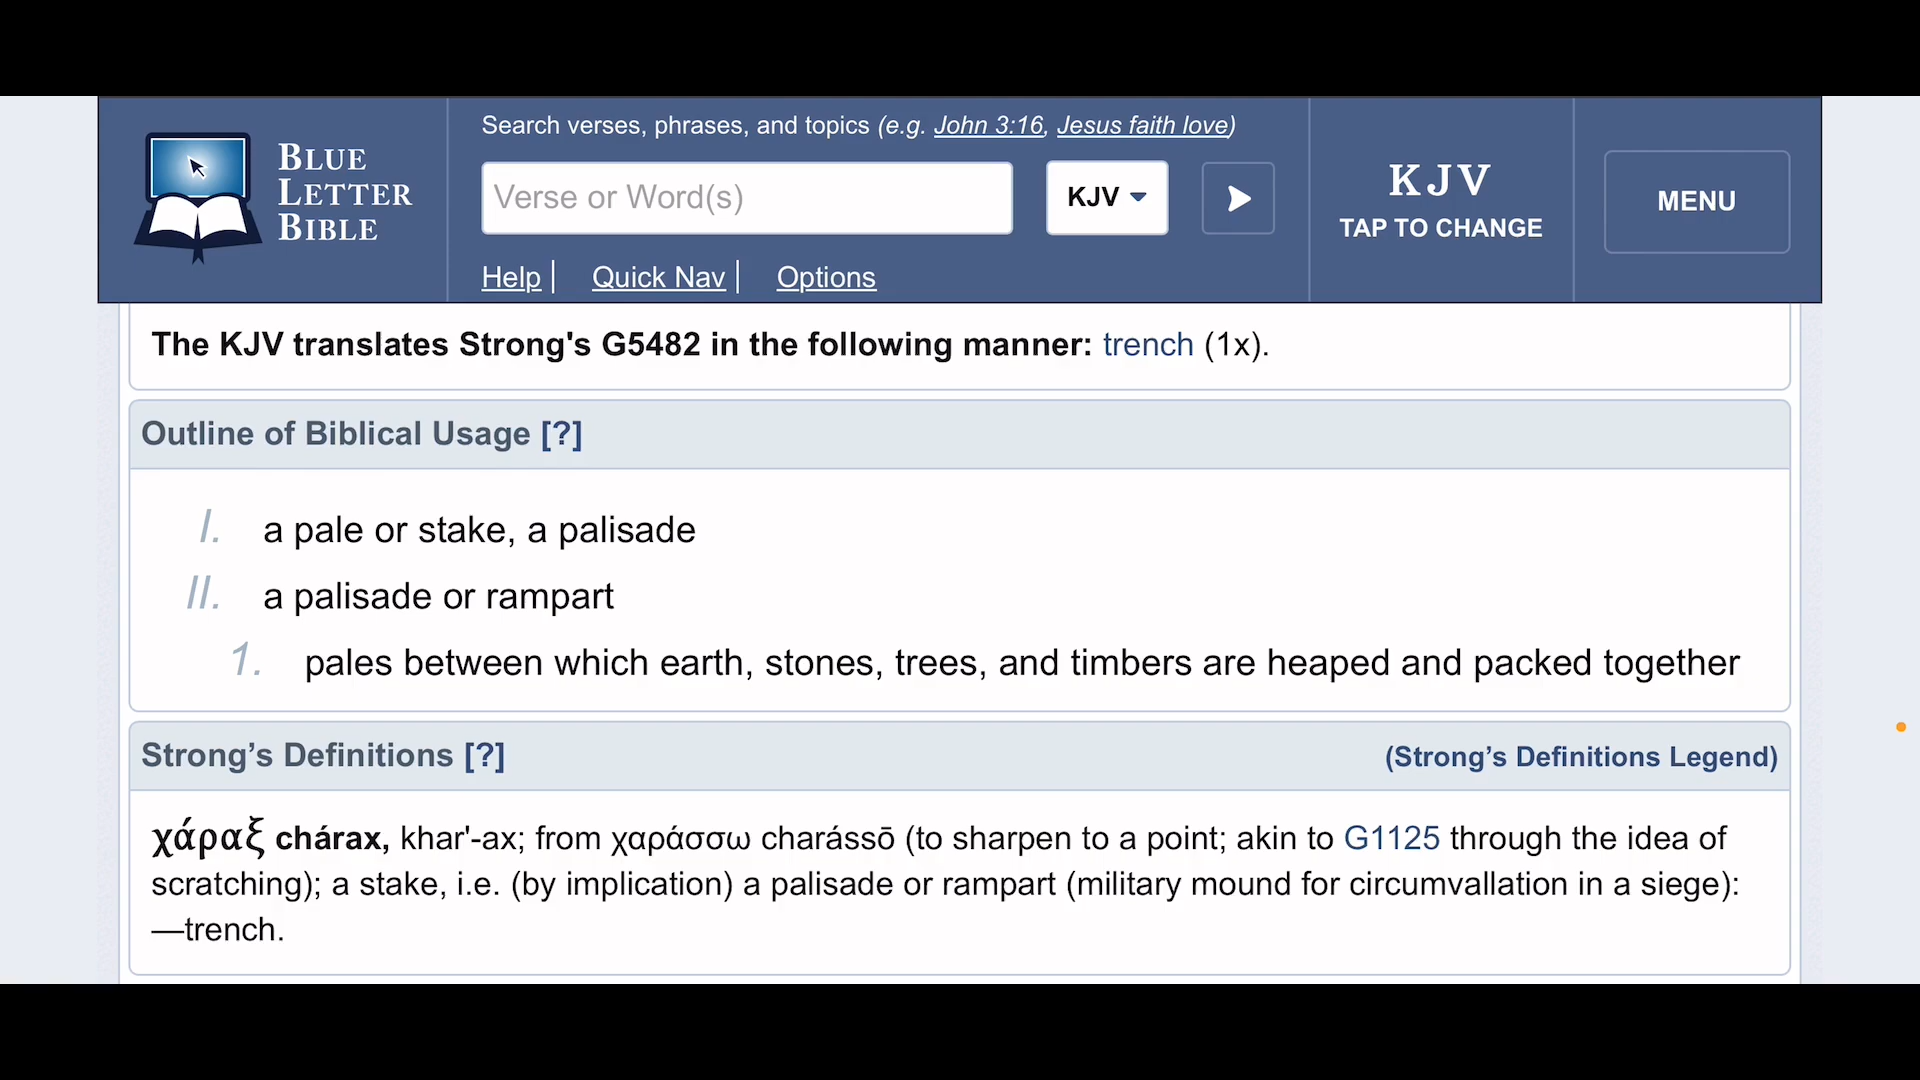 BLUE
LETTER
BIBLE
Search verses, phrases, and topics (e.g. John 3:16, Jesus faith love)
Verse or Word(s)
KJV
Help | Quick Nav | Options
KJV
TAP TO CHANGE
MENU
The KJV translates Strong's G5482 in the following manner: trench (1x).
Outline of Biblical Usage [?]
I. a pale or stake, a palisade
II. a palisade or rampart
1. pales between which earth, stones, trees, and timbers are heaped and packed together
Strong’s Definitions [?]
(Strong’s Definitions Legend)
χάραξ chárax, khar'-ax; from χαράσσω charássō (to sharpen to a point; akin to G1125 through the idea of
scratching); a stake, i.e. (by implication) a palisade or rampart (military mound for circumvallation in a siege):
—trench.